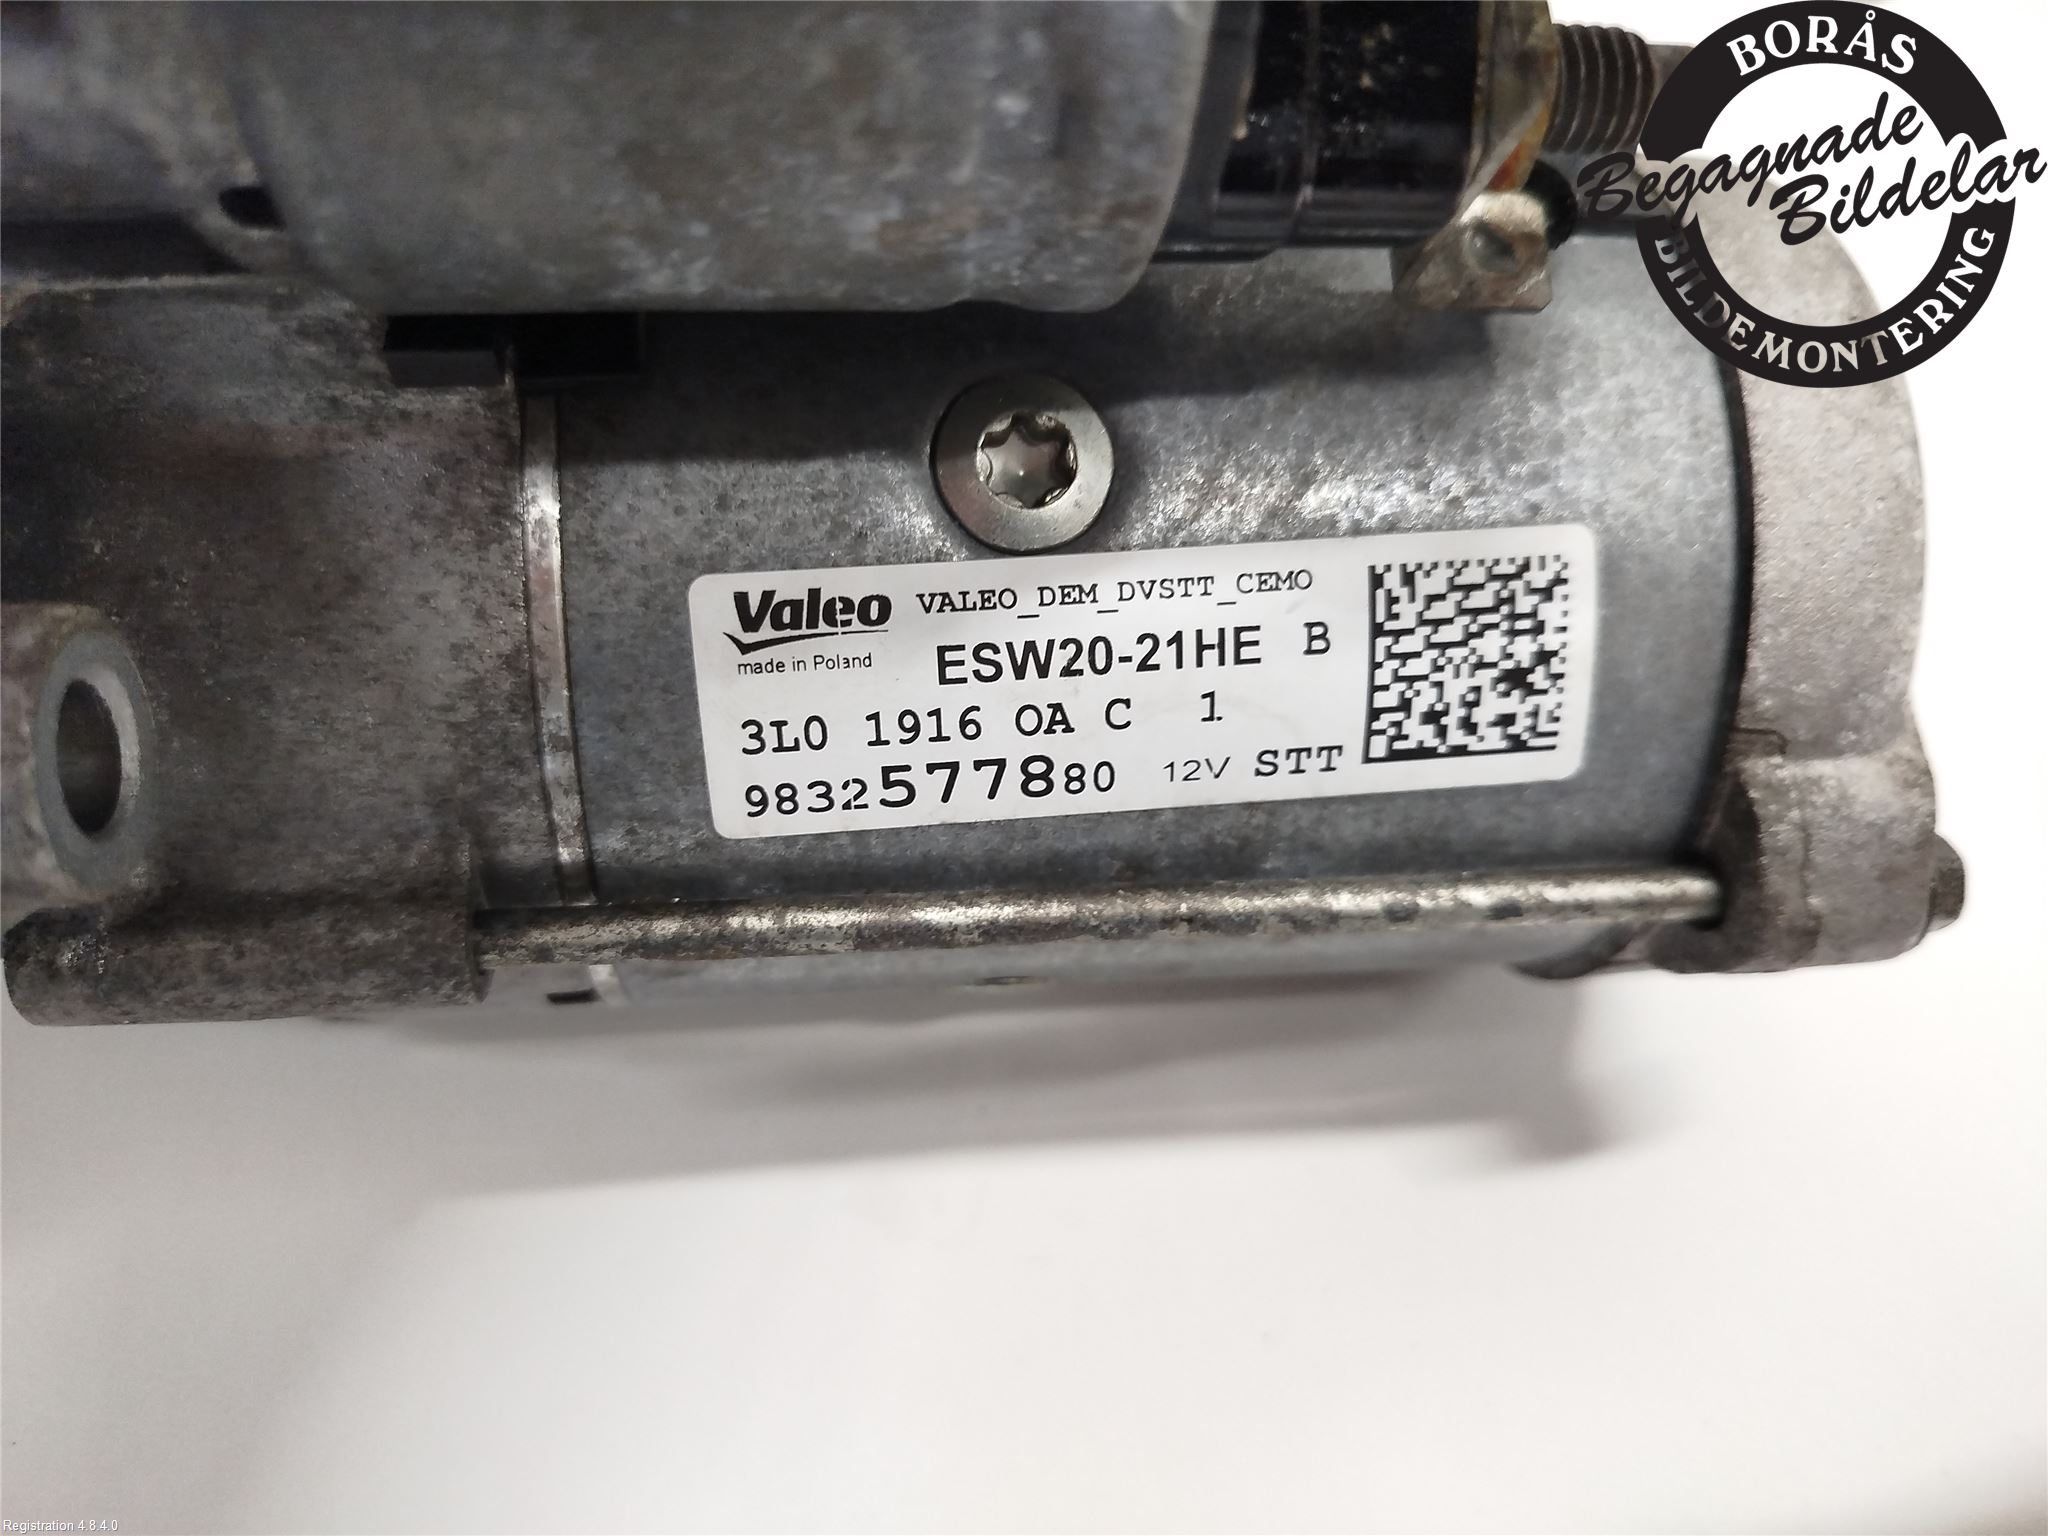 BORÅS
Begagnade
Bildelar
BILDEMONTERING
Valeo VALEO_DEM_DVSTT_CEMO
made in Poland ESW20-21HE B
3L0 1916 OA C 1
9832577880 12V STT
Registration 4.8.4.0